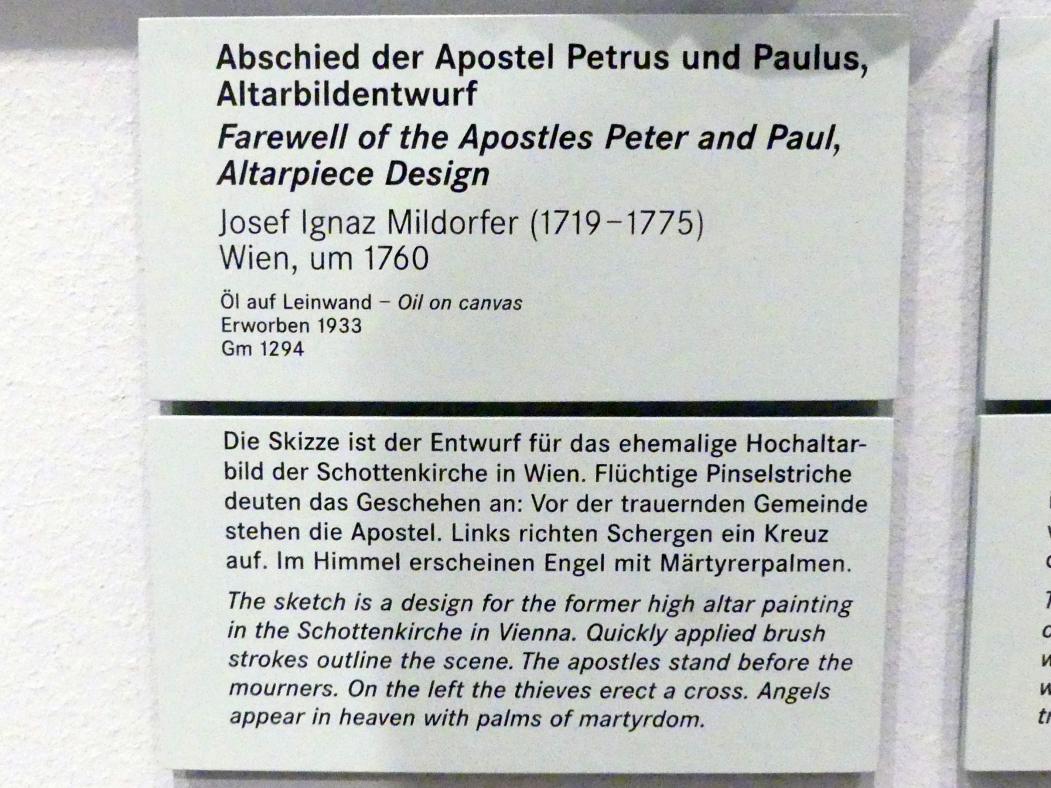 Abschied der Apostel Petrus und Paulus,
Altarbildentwurf
Farewell of the Apostles Peter and Paul,
Altarpiece Design
Josef Ignaz Mildorfer (1719–1775)
Wien, um 1760
Öl auf Leinwand – Oil on canvas
Erworben 1933
Gm 1294
Die Skizze ist der Entwurf für das ehemalige Hochaltar-
bild der Schottenkirche in Wien. Flüchtige Pinselstriche
deuten das Geschehen an: Vor der trauernden Gemeinde
stehen die Apostel. Links richten Schergen ein Kreuz
auf. Im Himmel erscheinen Engel mit Märtyrerpalmen.
The sketch is a design for the former high altar painting
in the Schottenkirche in Vienna. Quickly applied brush
strokes outline the scene. The apostles stand before the
mourners. On the left the thieves erect a cross. Angels
appear in heaven with palms of martyrdom.